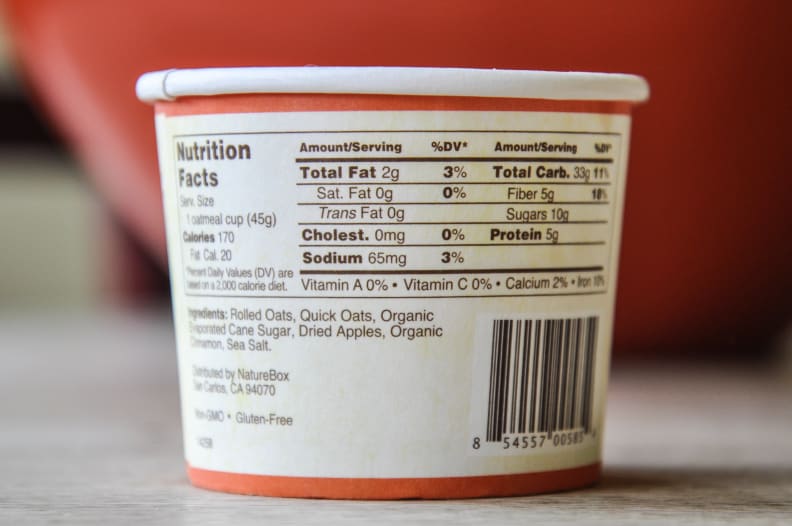 Nutrition
Facts
Serv. Size
1 oatmeal cup (45g)
Calories 170
Fat Cal. 20
*Percent Daily Values (DV) are
based on a 2,000 calorie diet.
Amount/Serving %DV*
Total Fat 2g 3%
Sat. Fat 0g 0%
Trans Fat 0g
Cholest. 0mg 0%
Sodium 65mg 3%
Amount/Serving %DV*
Total Carb. 33g 11%
Fiber 5g 18%
Sugars 10g
Protein 5g
Vitamin A 0% • Vitamin C 0% • Calcium 2% • Iron 10%
Ingredients: Rolled Oats, Quick Oats, Organic
Evaporated Cane Sugar, Dried Apples, Organic
Cinnamon, Sea Salt.
Distributed by NatureBox
San Carlos, CA 94070
Non-GMO • Gluten-Free
8 54557 00585